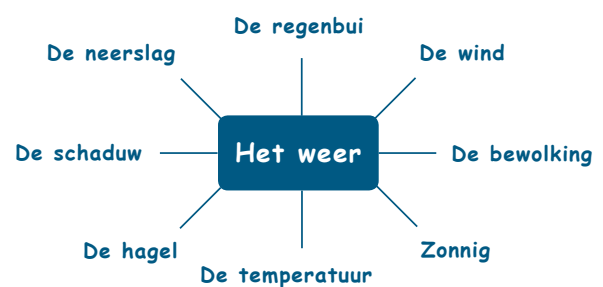 De regenbui
De neerslag
De wind
De schaduw
Het weer
De bewolking
De hagel
Zonnig
De temperatuur